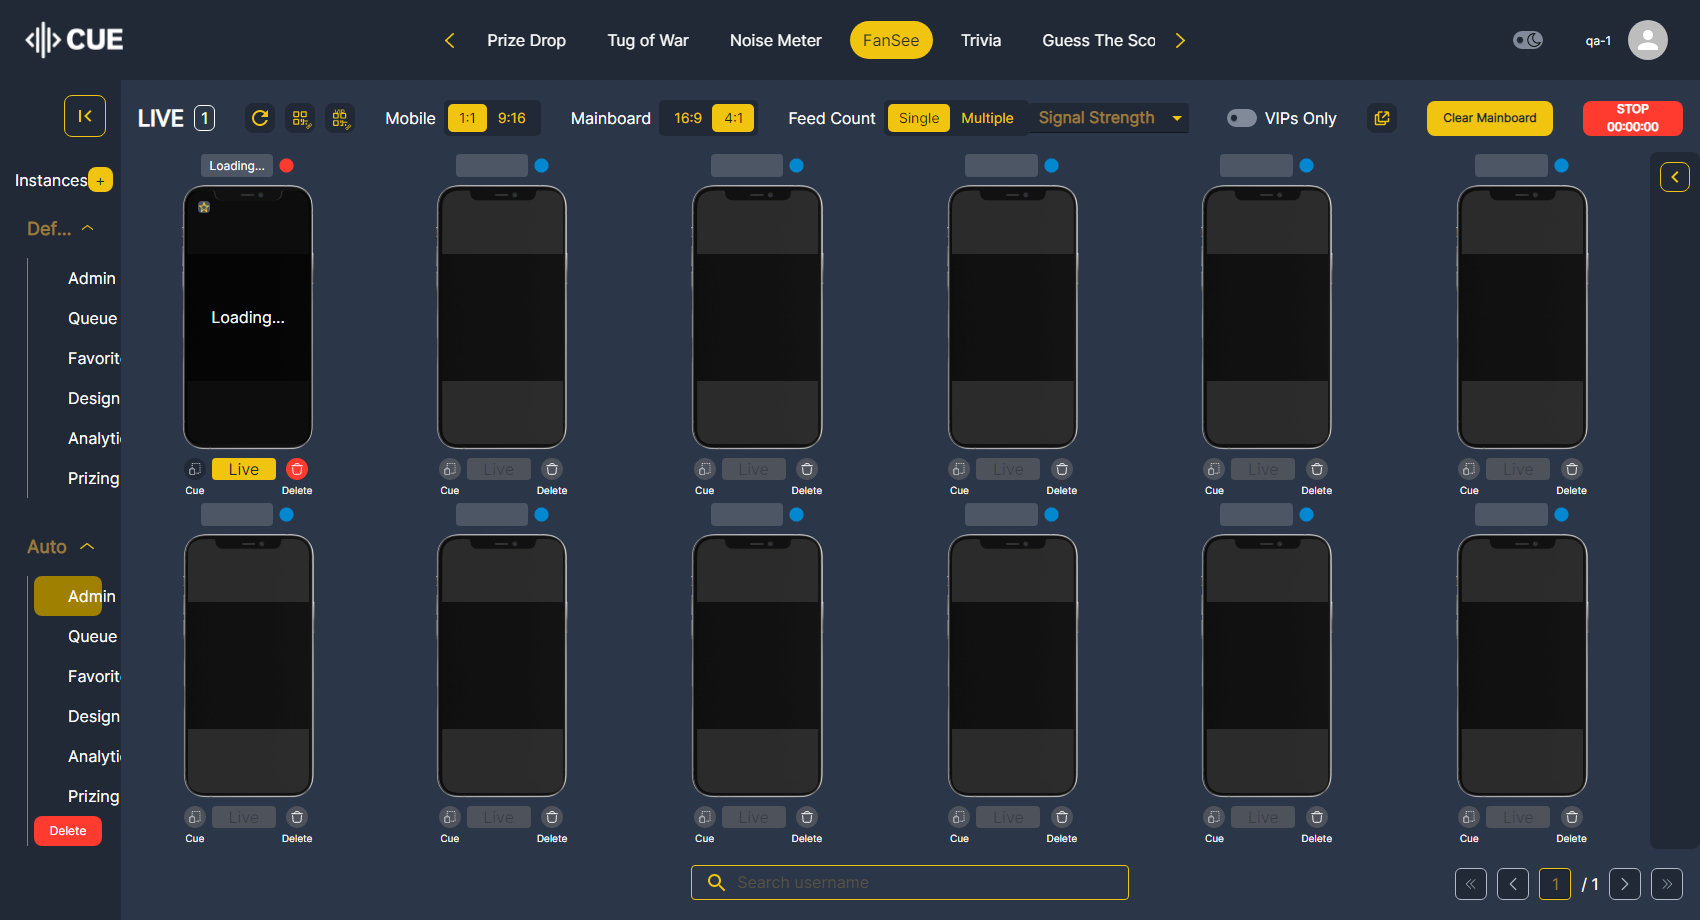 CUE
Prize Drop
Tug of War
Noise Meter
FanSee
Trivia
Guess The Sco
qa-1
LIVE 1
Mobile 1:1 9:16
Mainboard 16:9 4:1
Feed Count Single Multiple
Signal Strength
VIPs Only
Clear Mainboard
STOP
00:00:00
Instances +
Def...
Admin
Queue
Favorit
Design
Analyti
Prizing
Auto
Admin
Queue
Favorit
Design
Analyti
Prizing
Delete
Loading...
Loading...
Live Live Live Live Live Live
Cue Delete Cue Delete Cue Delete Cue Delete Cue Delete Cue Delete
Live Live Live Live Live Live
Cue Delete Cue Delete Cue Delete Cue Delete Cue Delete Cue Delete
Search username
1 / 1